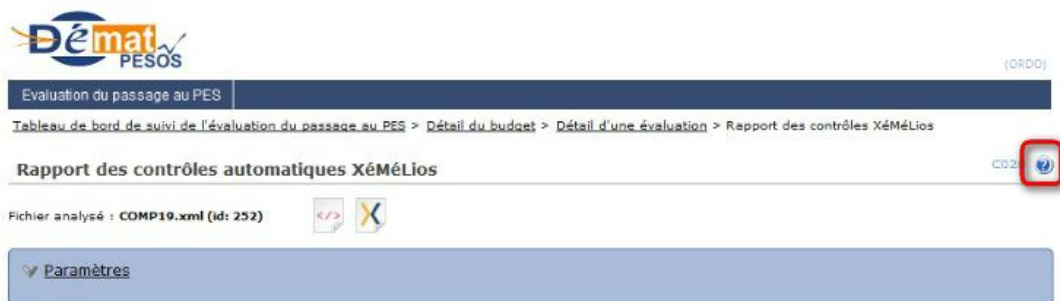 Démat
PESOS
(ORDO)
Evaluation du passage au PES
Tableau de bord de suivi de l'évaluation du passage au PES > Détail du budget > Détail d'une évaluation > Rapport des contrôles XéMéLios
Rapport des contrôles automatiques XéMéLios
?
Fichier analysé : COMP19.xml (id: 252)
</>
Paramètres